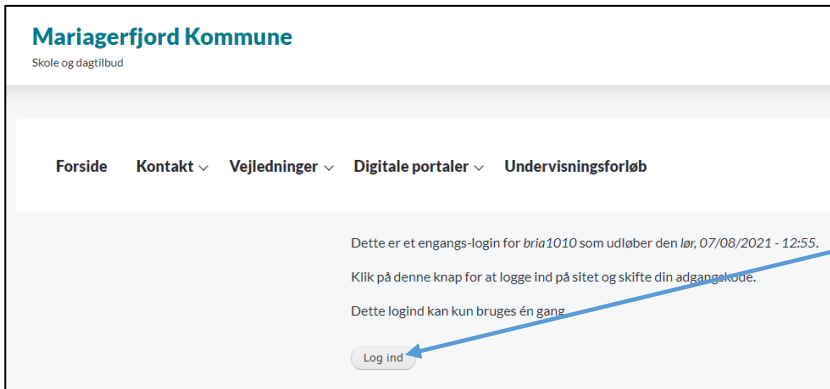 Mariagerfjord Kommune
Skole og dagtilbud
Forside Kontakt Vejledninger Digitale portaler Undervisningsforløb
Dette er et engangs-login for bria1010 som udløber den lør, 07/08/2021 - 12:55.
Klik på denne knap for at logge ind på sitet og skifte din adgangskode.
Dette logind kan kun bruges én gang.
Log ind